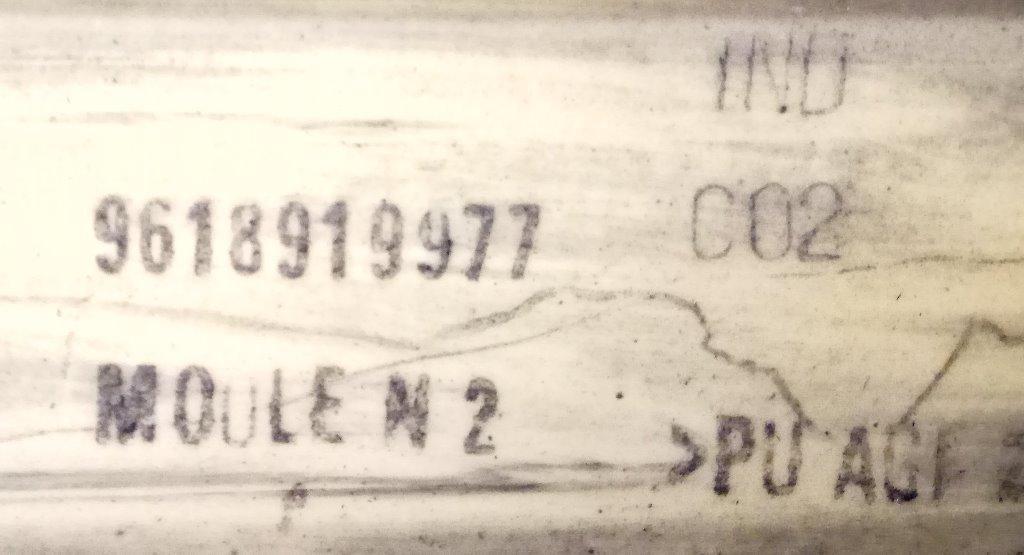 IND
9618919977 C02
MOULE N 2
>PU